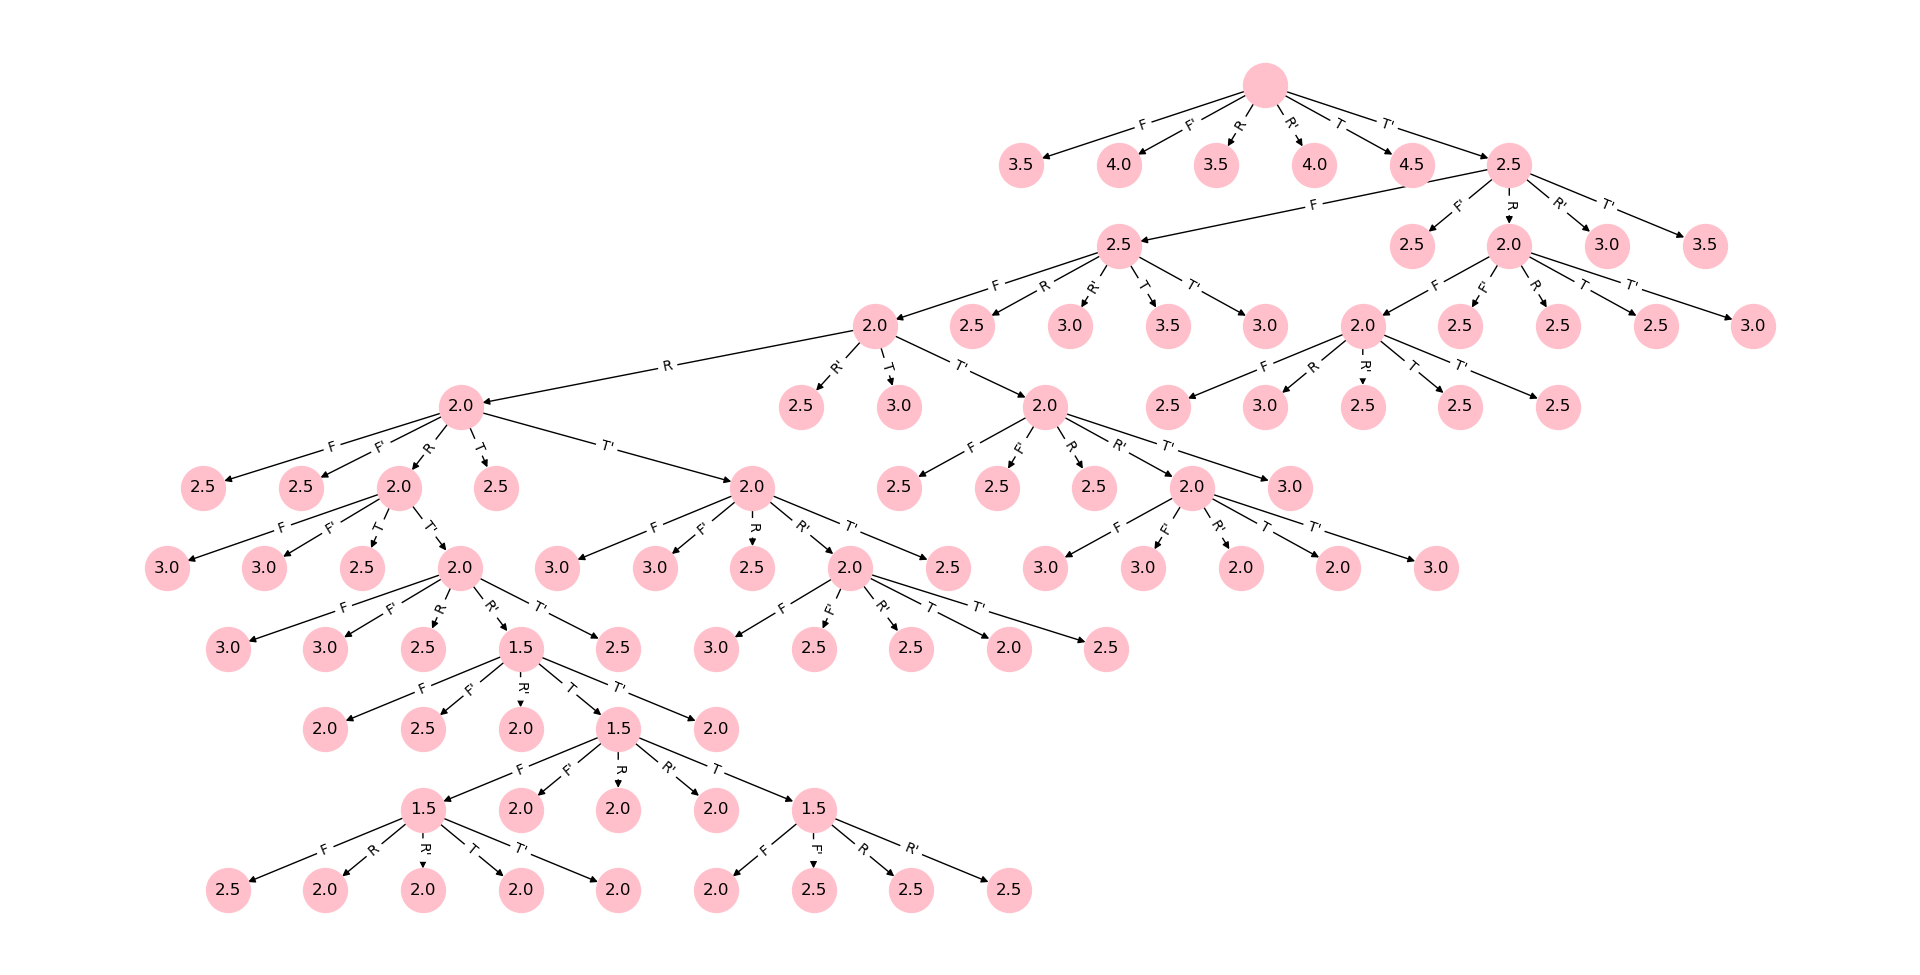 F F' R R' T T'
3.5 4.0 3.5 4.0 4.5 2.5
F F' R R' T'
2.5 2.5 2.0 3.0 3.5
F R R' T T' F F' R T T'
2.0 2.5 3.0 3.5 3.0 2.0 2.5 2.5 2.5 3.0
R R' T T' F R R' T T'
2.0 2.5 3.0 2.0 2.5 3.0 2.5 2.5 2.5
F F' R T T' F F' R R' T'
2.5 2.5 2.0 2.5 2.0 2.5 2.5 2.5 2.0 3.0
F F' T T' F F' R R' T' F F' R' T T'
3.0 3.0 2.5 2.0 3.0 3.0 2.5 2.0 2.5 3.0 3.0 2.0 2.0 3.0
F F' R R' T' F F' R' T T'
3.0 3.0 2.5 1.5 2.5 3.0 2.5 2.5 2.0 2.5
F F' R' T T'
2.0 2.5 2.0 1.5 2.0
F F' R R' T
1.5 2.0 2.0 2.0 1.5
F R R' T T' F F' R R'
2.5 2.0 2.0 2.0 2.0 2.0 2.5 2.5 2.5